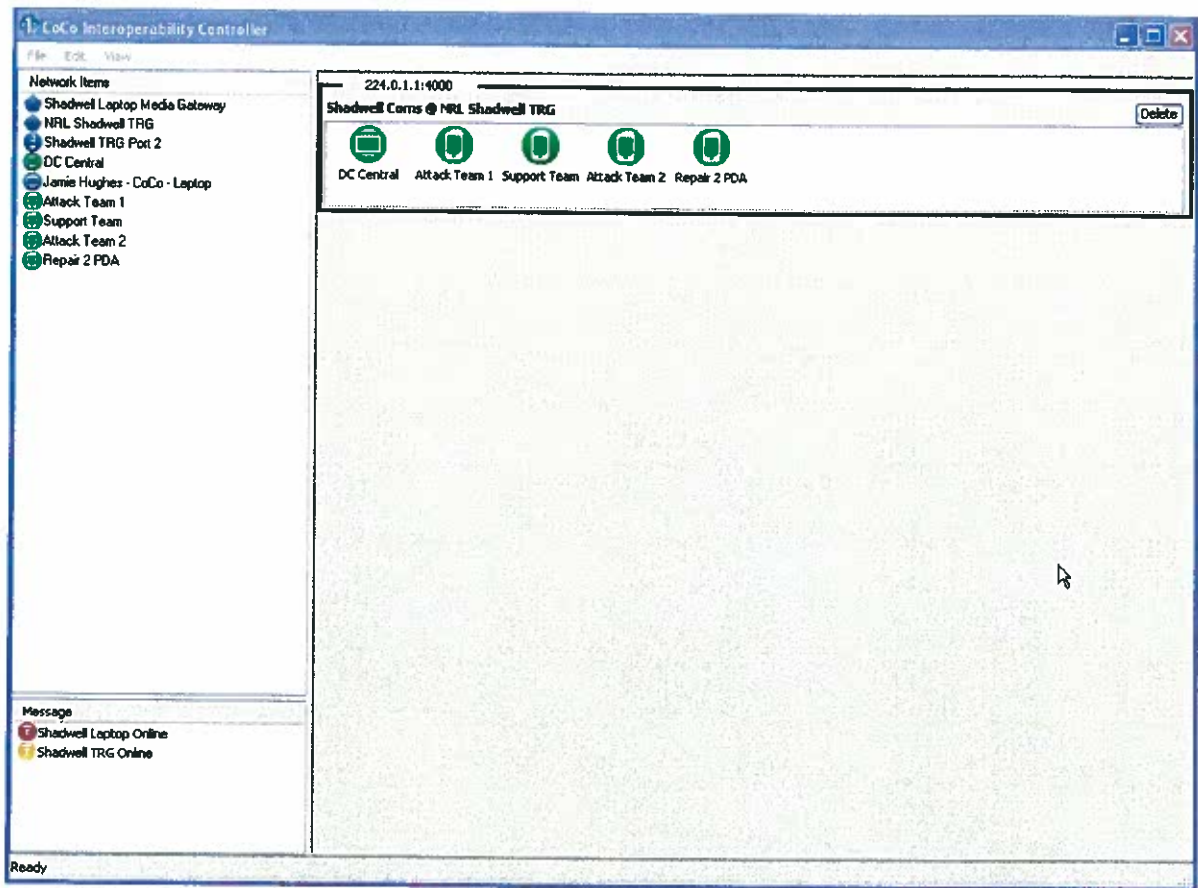 CoCo Interoperability Controller
File Edit View
Network Items
Shadwell Laptop Media Gateway
NRL Shadwell TRG
Shadwell TRG Port 2
DC Central
Jamie Hughes - CoCo - Laptop
Attack Team 1
Support Team
Attack Team 2
Repair 2 PDA
224.0.1.1:4000
Shadwell Coms @ NRL Shadwell TRG
Delete
DC Central Attack Team 1 Support Team Attack Team 2 Repair 2 PDA
Message
Shadwell Laptop Online
Shadwell TRG Online
Ready